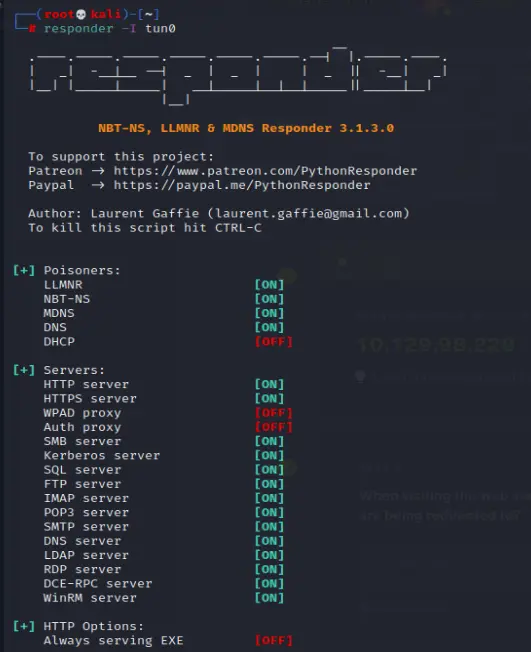 ┌──(root💀kali)-[~]
└─# responder -I tun0
NBT-NS, LLMNR & MDNS Responder 3.1.3.0
To support this project:
Patreon -> https://www.patreon.com/PythonResponder
Paypal -> https://paypal.me/PythonResponder
Author: Laurent Gaffie (laurent.gaffie@gmail.com)
To kill this script hit CTRL-C
[+] Poisoners:
LLMNR [ON]
NBT-NS [ON]
MDNS [ON]
DNS [ON]
DHCP [OFF]
[+] Servers:
HTTP server [ON]
HTTPS server [ON]
WPAD proxy [OFF]
Auth proxy [OFF]
SMB server [ON]
Kerberos server [ON]
SQL server [ON]
FTP server [ON]
IMAP server [ON]
POP3 server [ON]
SMTP server [ON]
DNS server [ON]
LDAP server [ON]
RDP server [ON]
DCE-RPC server [ON]
WinRM server [ON]
[+] HTTP Options:
Always serving EXE [OFF]